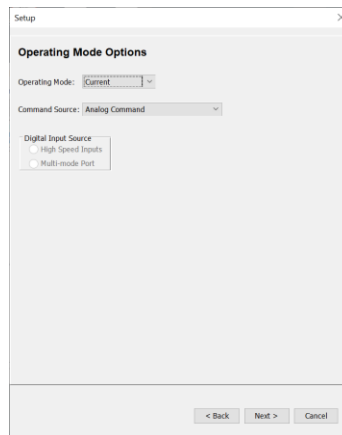 Setup
Operating Mode Options
Operating Mode: Current
Command Source: Analog Command
Digital Input Source
High Speed Inputs
Multi-mode Port
< Back Next > Cancel